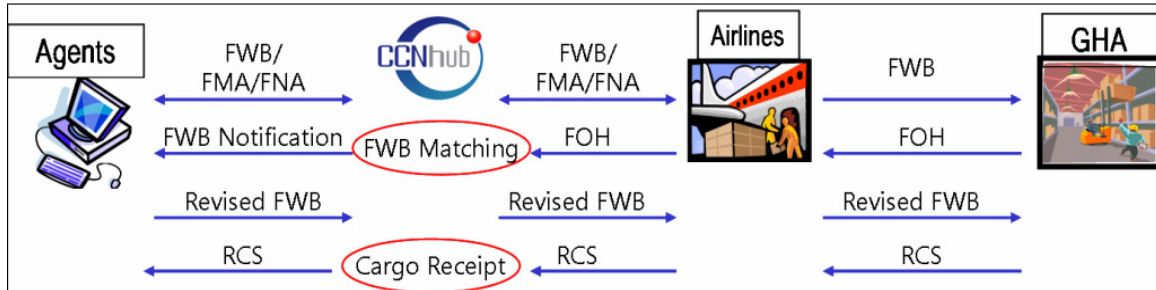 Agents
CCNhub
Airlines
GHA
FWB/
FMA/FNA
FWB/
FMA/FNA
FWB
FWB Notification
FWB Matching
FOH
FOH
Revised FWB
Revised FWB
Revised FWB
RCS
Cargo Receipt
RCS
RCS